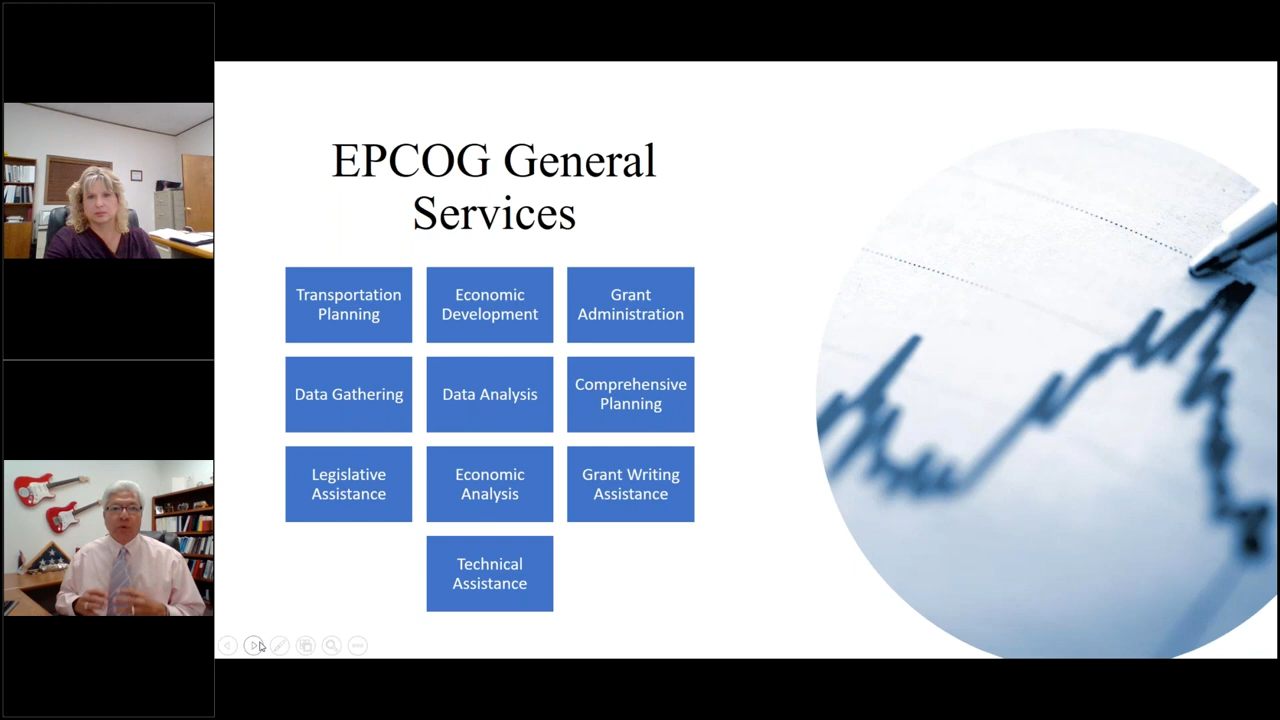 EPCOG General
Services
Transportation
Planning
Economic
Development
Grant
Administration
Data Gathering
Data Analysis
Comprehensive
Planning
Legislative
Assistance
Economic
Analysis
Grant Writing
Assistance
Technical
Assistance